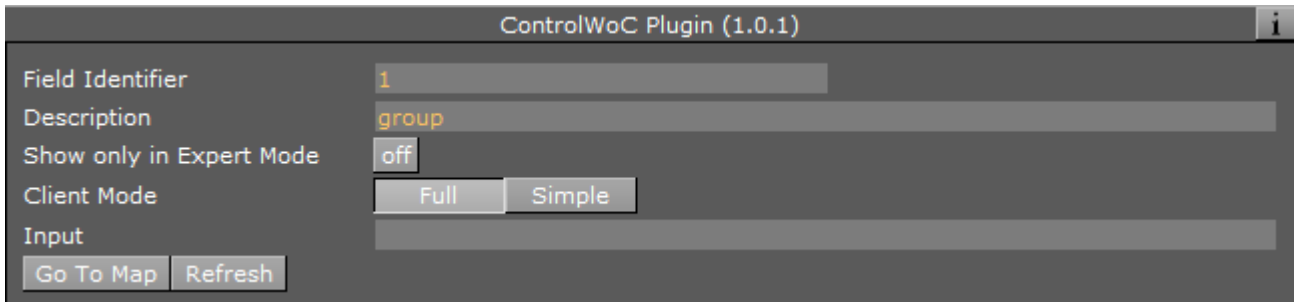 ControlWoC Plugin (1.0.1) i
Field Identifier 1
Description group
Show only in Expert Mode off
Client Mode Full Simple
Input
Go To Map Refresh